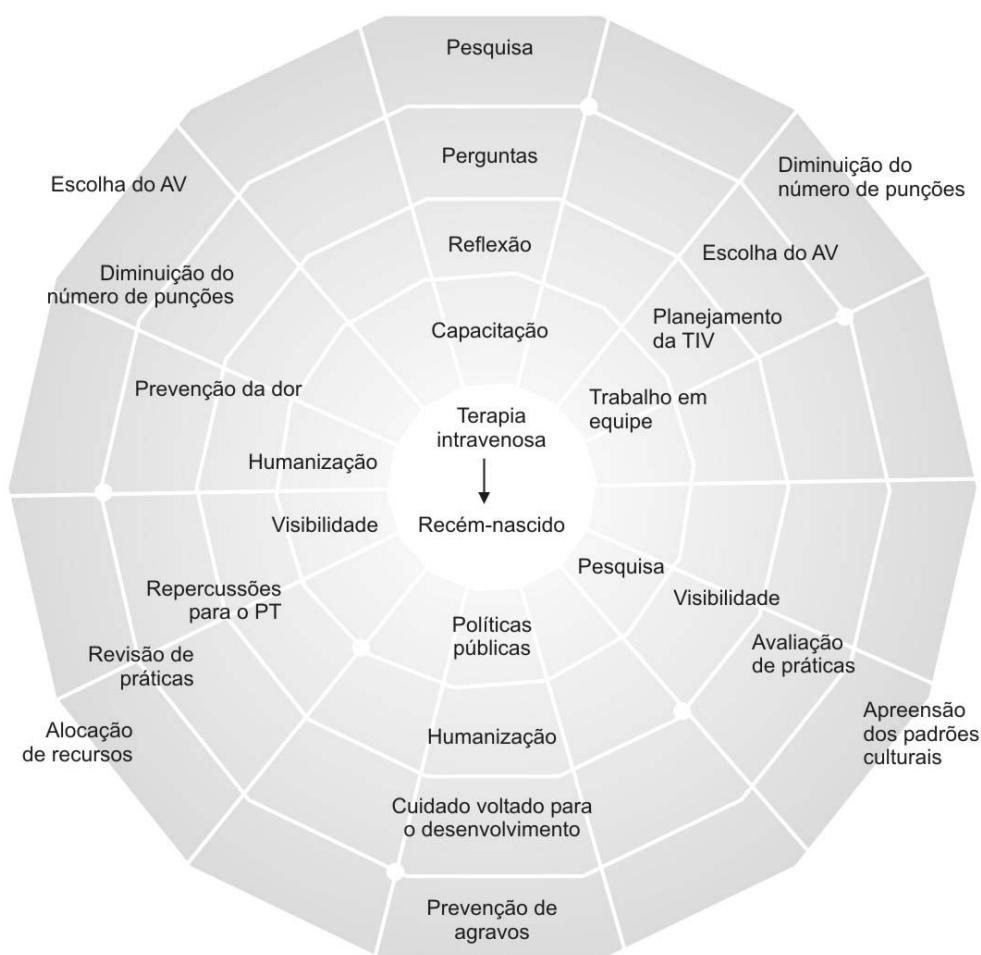 Pesquisa
Perguntas
Reflexão
Capacitação
Diminuição do
número de punções
Escolha do AV
Planejamento
da TIV
Trabalho em
equipe
Escolha do AV
Diminuição do
número de punções
Prevenção da dor
Humanização
Terapia
intravenosa
Recém-nascido
Visibilidade
Repercussões
para o PT
Revisão de
práticas
Alocação
de recursos
Políticas
públicas
Humanização
Cuidado voltado para
o desenvolvimento
Prevenção de
agravos
Pesquisa
Visibilidade
Avaliação
de práticas
Apreensão
dos padrões
culturais